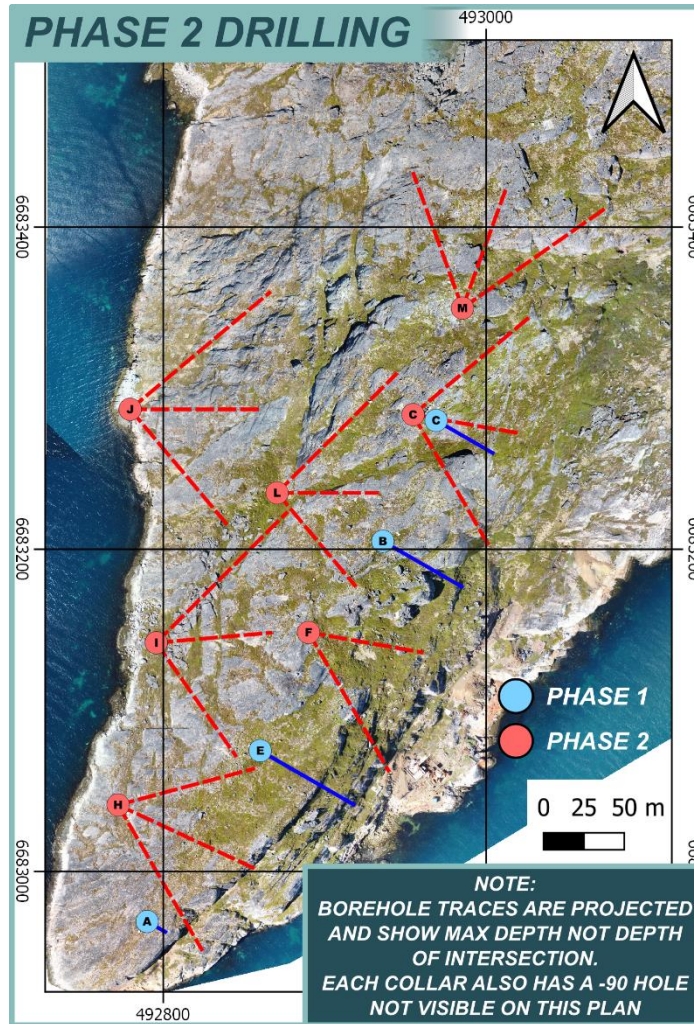 PHASE 2 DRILLING
493000
6683400
6683400
M
J
C
C
L
B
6683200
6683200
F
I
PHASE 1
E
PHASE 2
H
0 25 50 m
6683000
A
NOTE:
BOREHOLE TRACES ARE PROJECTED
AND SHOW MAX DEPTH NOT DEPTH
OF INTERSECTION.
EACH COLLAR ALSO HAS A -90 HOLE
NOT VISIBLE ON THIS PLAN
492800